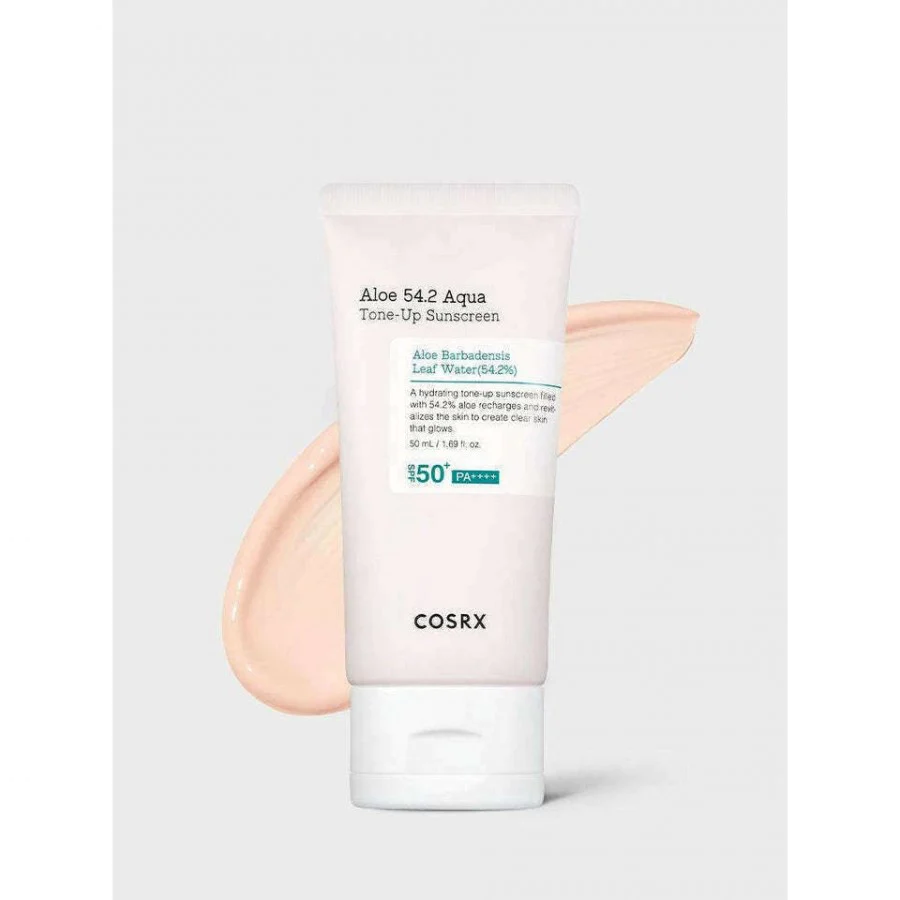 Aloe 54.2 Aqua
Tone-Up Sunscreen
Aloe Barbadensis
Leaf Water(54.2%)
A hydrating tone-up sunscreen filled
with 54.2% aloe recharges and revit-
alizes the skin to create clear skin
that glows.
50 mL / 1.69 fl. oz.
SPF 50+ PA++++
COSRX